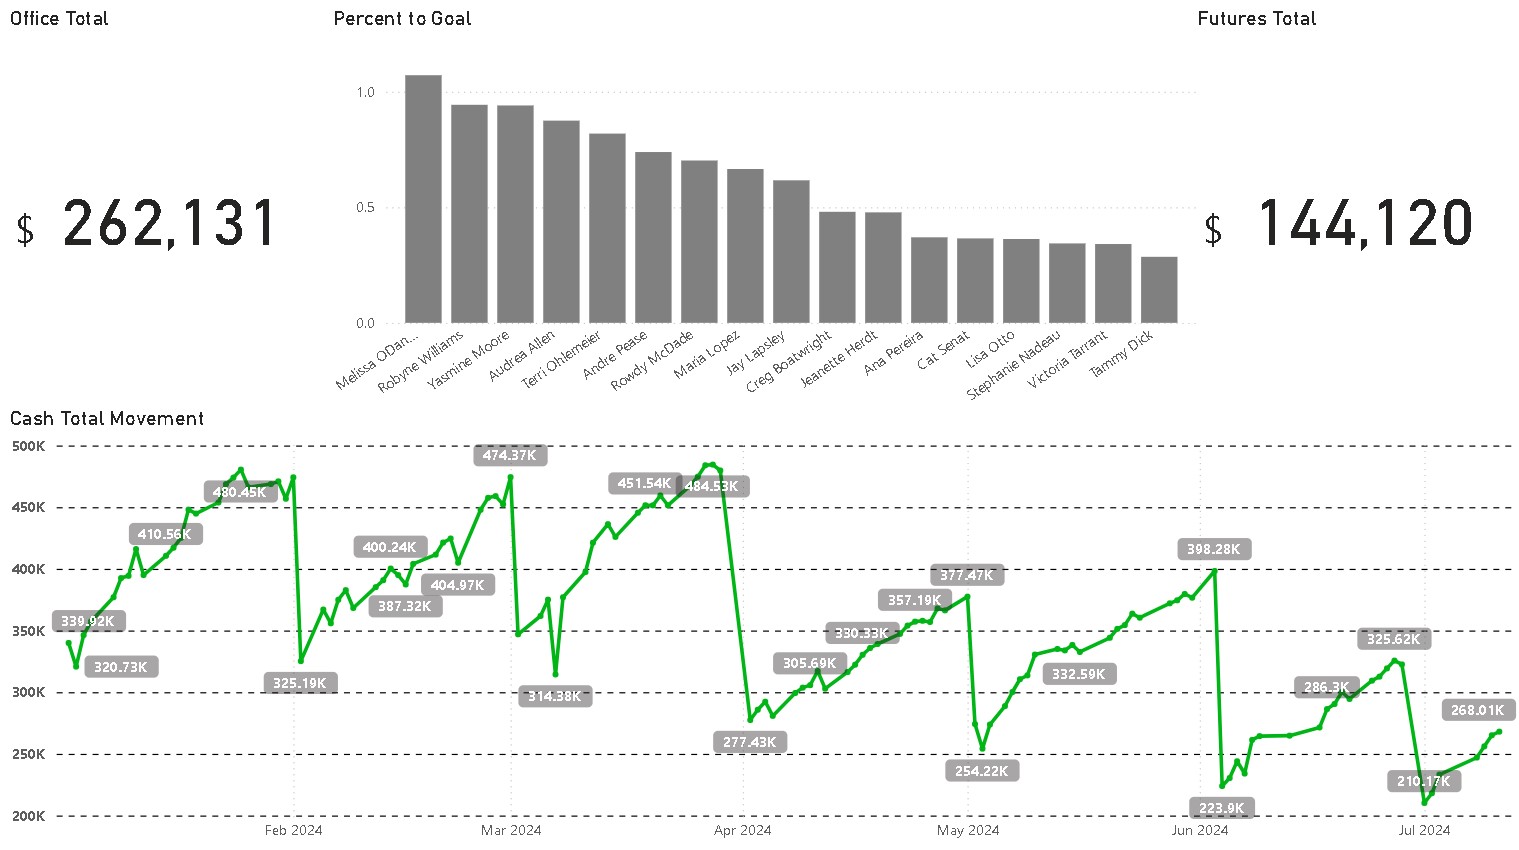 Office Total
Percent to Goal
Futures Total
$ 262,131
$ 144,120
1.0
0.5
0.0
Melissa ODan...
Robyne Williams
Yasmine Moore
Audrea Allen
Terri Ohlemeier
Andre Pease
Rowdy McDade
Maria Lopez
Jay Lapsley
Creg Boatwright
Jeanette Herdt
Ana Pereira
Cat Senat
Lisa Otto
Stephanie Nadeau
Victoria Tarrant
Tammy Dick
Cash Total Movement
500K
450K
400K
350K
300K
250K
200K
339.92K
320.73K
410.56K
480.45K
325.19K
400.24K
387.32K
404.97K
474.37K
314.38K
451.54K
484.53K
277.43K
305.69K
330.33K
357.19K
377.47K
254.22K
332.59K
398.28K
223.9K
286.3K
325.62K
210.17K
268.01K
Feb 2024
Mar 2024
Apr 2024
May 2024
Jun 2024
Jul 2024